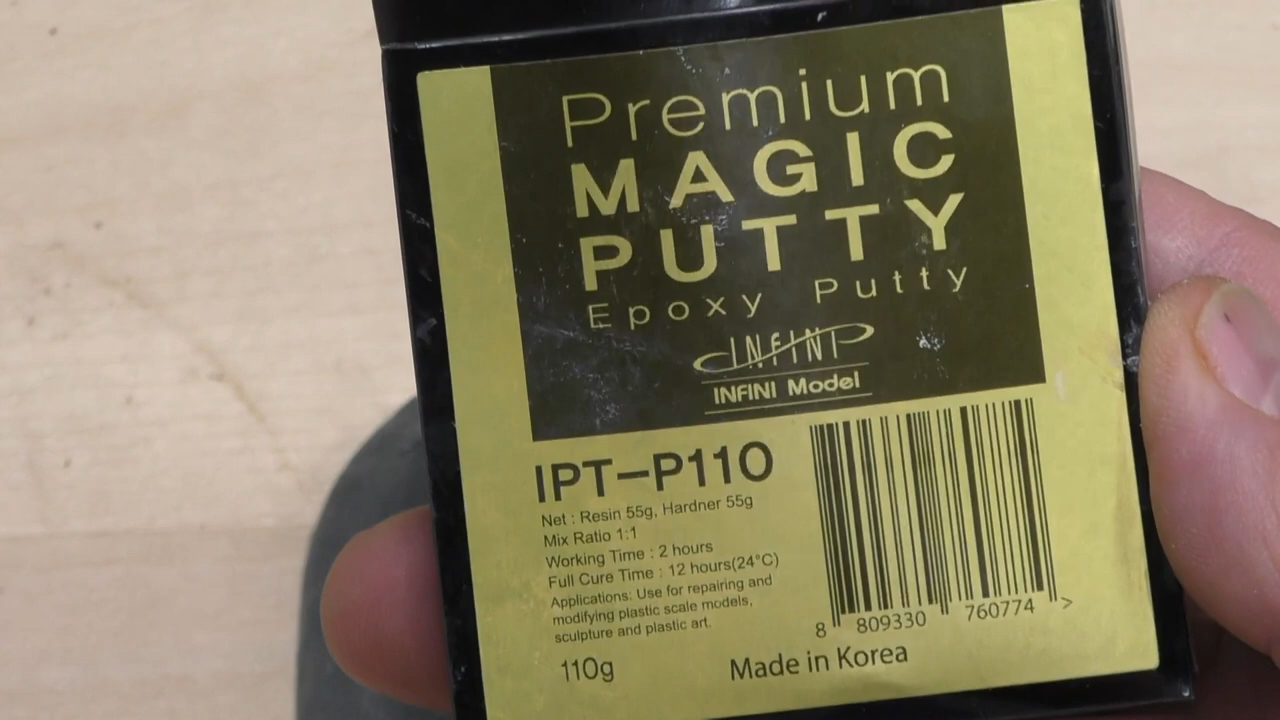 Premium
MAGIC
PUTTY
Epoxy Putty
INFINI
INFINI Model
IPT-P110
Net : Resin 55g, Hardner 55g
Mix Ratio 1:1
Working Time : 2 hours
Full Cure Time : 12 hours(24°C)
Applications: Use for repairing and
modifying plastic scale models,
sculpture and plastic art.
110g
8 809330 760774 >
Made in Korea